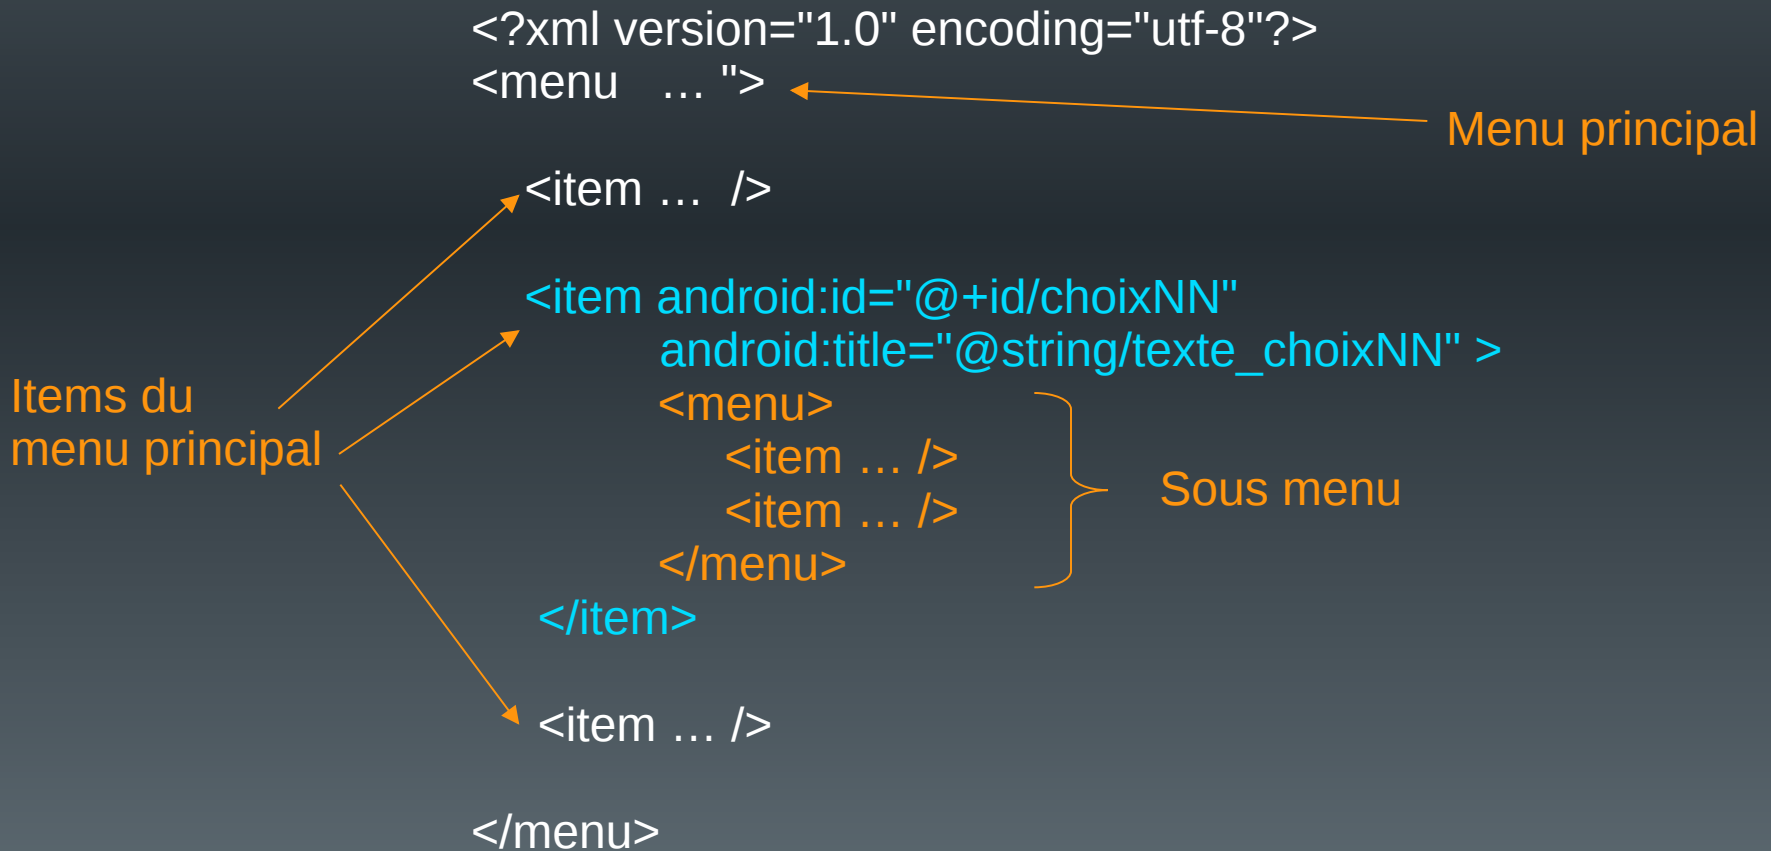 <?xml version="1.0" encoding="utf-8"?>
<menu … ">
Menu principal
<item … />
<item android:id="@+id/choixNN"
android:title="@string/texte_choixNN" >
Items du
menu principal
<menu>
<item … />
<item … />
</menu>
Sous menu
</item>
<item … />
</menu>